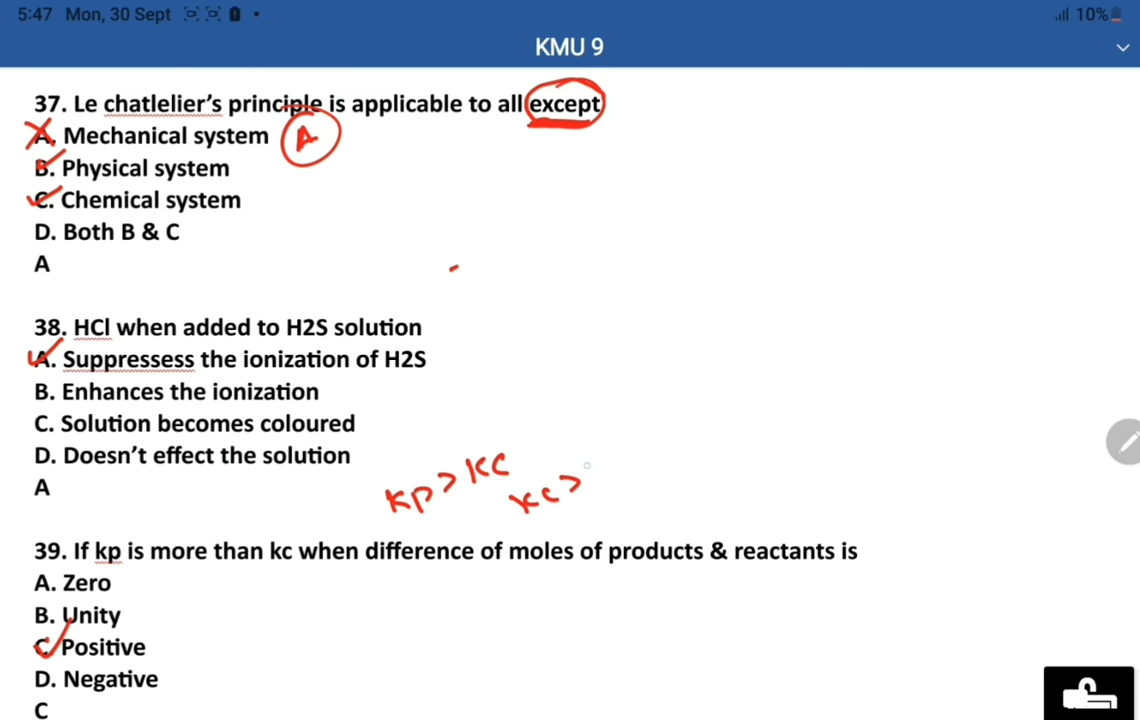 5:47 Mon, 30 Sept
10%
KMU 9
37. Le chatlelier's principle is applicable to all except
A. Mechanical system A
B. Physical system
C. Chemical system
D. Both B & C
A
38. HCl when added to H2S solution
A. Suppressess the ionization of H2S
B. Enhances the ionization
C. Solution becomes coloured
D. Doesn't effect the solution
A
kp > kc
kc >
39. If kp is more than kc when difference of moles of products & reactants is
A. Zero
B. Unity
C. Positive
D. Negative
C